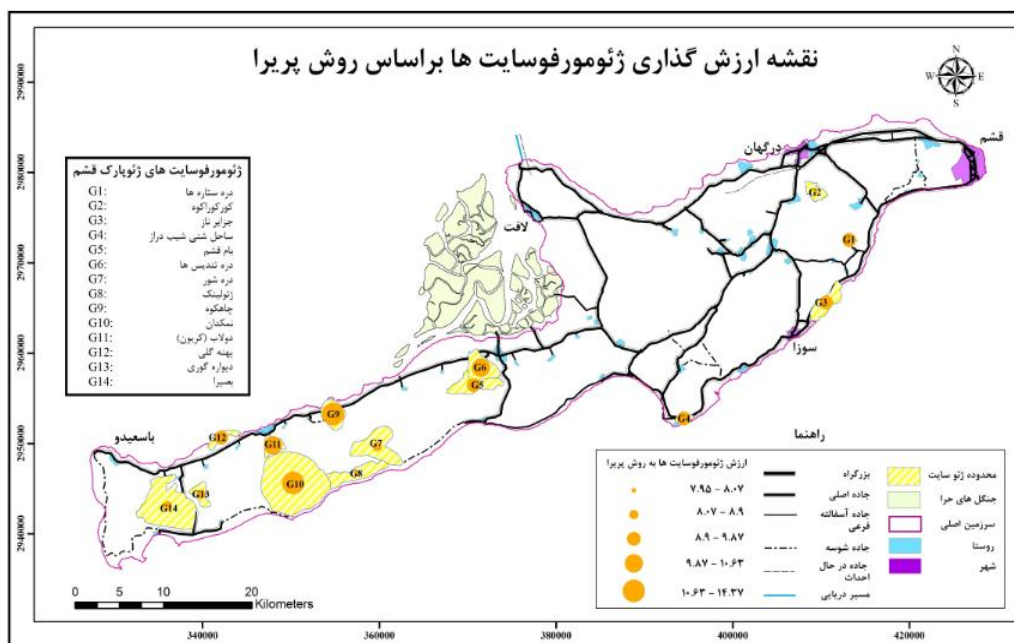 نقشه ارزش گذاری ژئومورفوسایت ها براساس روش پریرا
N
W E
S
2990000
2980000
2970000
2960000
2950000
2940000
ژئومورفوسایت های ژئوپارک قشم
G1: دره ستاره ها
G2: کورکوراکوه
G3: جزایر ناز
G4: ساحل شنی شیب دراز
G5: بام قشم
G6: دره تندیس ها
G7: دره شور
G8: ژئولینک
G9: چاهکوه
G10: نمکدان
G11: دولاب (کریون)
G12: پهنه گلی
G13: دیواره گوری
G14: بصیرا
قشم
درگهان
لافت
سوزا
باسعیدو
G2
G1
G3
G4
G6
G5
G9
G12
G11
G7
G8
G10
G13
G14
راهنما
ارزش ژئومورفوسایت ها به روش پریرا
۷.۹۵ - ۸.۰۷
۸.۰۷ - ۸.۹
۸.۹ - ۹.۸۷
۹.۸۷ - ۱۰.۶۳
۱۰.۶۳ - ۱۴.۳۷
بزرگراه
جاده اصلی
جاده آسفالته
فرعی
جاده شوسه
جاده در حال
احداث
مسیر دریایی
محدوده ژئو سایت
جنگل های حرا
سرزمین اصلی
روستا
شهر
0 5 10 20
Kilometers
340000 360000 380000 400000 420000